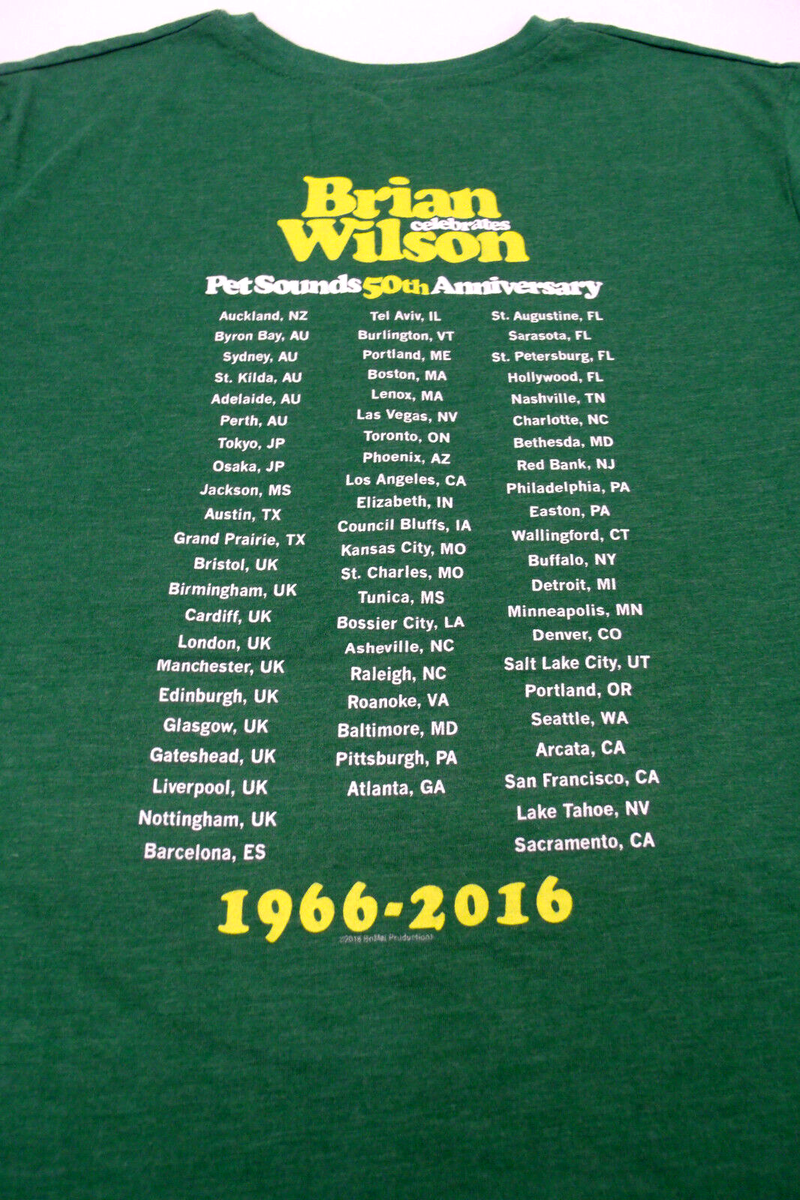 Brian
celebrates
Wilson
Pet Sounds 50th Anniversary
Auckland, NZ
Byron Bay, AU
Sydney, AU
St. Kilda, AU
Adelaide, AU
Perth, AU
Tokyo, JP
Osaka, JP
Jackson, MS
Austin, TX
Grand Prairie, TX
Bristol, UK
Birmingham, UK
Cardiff, UK
London, UK
Manchester, UK
Edinburgh, UK
Glasgow, UK
Gateshead, UK
Liverpool, UK
Nottingham, UK
Barcelona, ES
Tel Aviv, IL
Burlington, VT
Portland, ME
Boston, MA
Lenox, MA
Las Vegas, NV
Toronto, ON
Phoenix, AZ
Los Angeles, CA
Elizabeth, IN
Council Bluffs, IA
Kansas City, MO
St. Charles, MO
Tunica, MS
Bossier City, LA
Asheville, NC
Raleigh, NC
Roanoke, VA
Baltimore, MD
Pittsburgh, PA
Atlanta, GA
St. Augustine, FL
Sarasota, FL
St. Petersburg, FL
Hollywood, FL
Nashville, TN
Charlotte, NC
Bethesda, MD
Red Bank, NJ
Philadelphia, PA
Easton, PA
Wallingford, CT
Buffalo, NY
Detroit, MI
Minneapolis, MN
Denver, CO
Salt Lake City, UT
Portland, OR
Seattle, WA
Arcata, CA
San Francisco, CA
Lake Tahoe, NV
Sacramento, CA
1966-2016
©2016 BriMel Productions